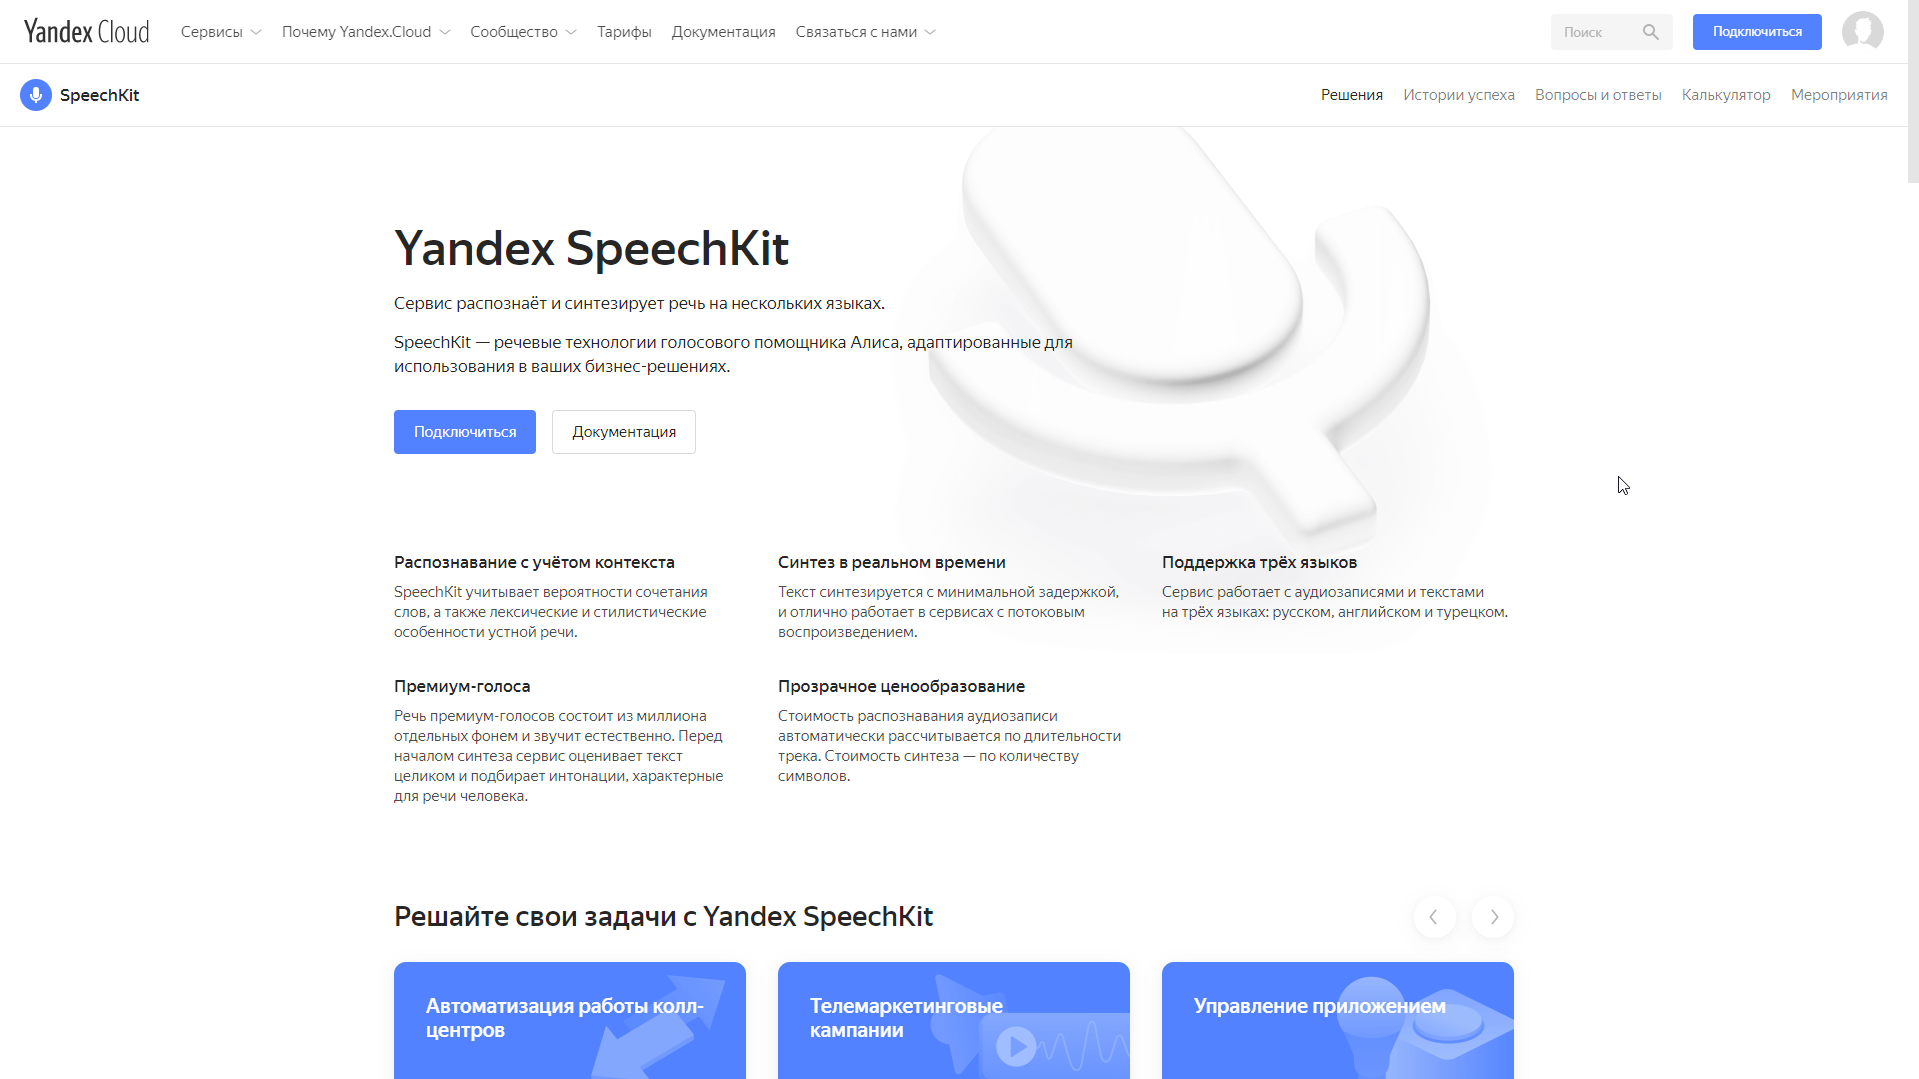 Yandex Cloud
Сервисы
Почему Yandex.Cloud
Сообщество
Тарифы
Документация
Связаться с нами
Поиск
Подключиться
SpeechKit
Решения
Истории успеха
Вопросы и ответы
Калькулятор
Мероприятия
Yandex SpeechKit
Сервис распознаёт и синтезирует речь на нескольких языках.
SpeechKit — речевые технологии голосового помощника Алиса, адаптированные для
использования в ваших бизнес-решениях.
Подключиться
Документация
Распознавание с учётом контекста
SpeechKit учитывает вероятности сочетания
слов, а также лексические и стилистические
особенности устной речи.
Синтез в реальном времени
Текст синтезируется с минимальной задержкой,
и отлично работает в сервисах с потоковым
воспроизведением.
Поддержка трёх языков
Сервис работает с аудиозаписями и текстами
на трёх языках: русском, английском и турецком.
Премиум-голоса
Речь премиум-голосов состоит из миллиона
отдельных фонем и звучит естественно. Перед
началом синтеза сервис оценивает текст
целиком и подбирает интонации, характерные
для речи человека.
Прозрачное ценообразование
Стоимость распознавания аудиозаписи
автоматически рассчитывается по длительности
трека. Стоимость синтеза — по количеству
символов.
Решайте свои задачи с Yandex SpeechKit
Автоматизация работы колл-
центров
Телемаркетинговые
кампании
Управление приложением